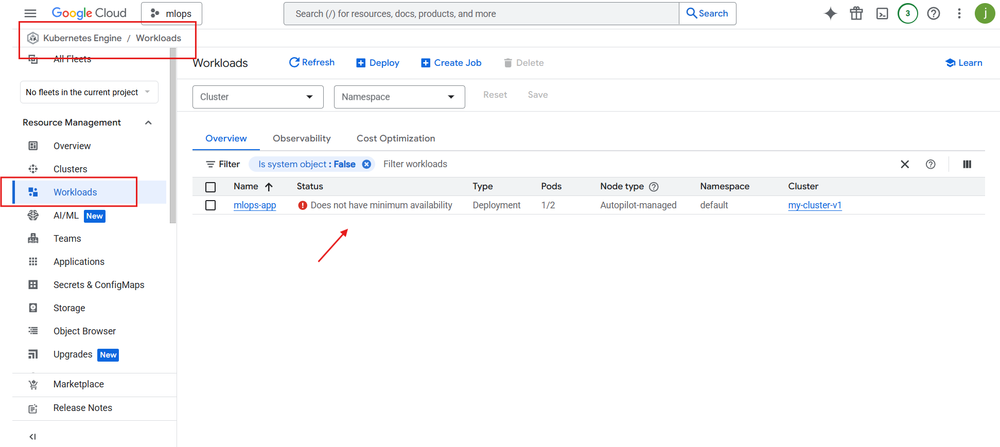 Google Cloud
mlops
Search (/) for resources, docs, products, and more
Search
3
j
Kubernetes Engine / Workloads
All Fleets
No fleets in the current project
Resource Management
Overview
Clusters
Workloads
AI/ML New
Teams
Applications
Secrets & ConfigMaps
Storage
Object Browser
Upgrades New
Marketplace
Release Notes
Workloads
Refresh
Deploy
Create Job
Delete
Learn
Cluster
Namespace
Reset
Save
Overview
Observability
Cost Optimization
Filter
Is system object : False
Filter workloads
Name Status Type Pods Node type Namespace Cluster
mlops-app Does not have minimum availability Deployment 1/2 Autopilot-managed default my-cluster-v1